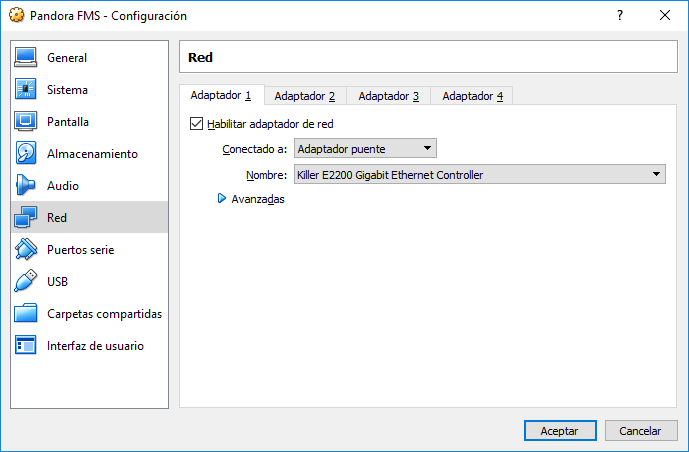 Pandora FMS - Configuración
?
General
Sistema
Pantalla
Almacenamiento
Audio
Red
Puertos serie
USB
Carpetas compartidas
Interfaz de usuario
Red
Adaptador 1 Adaptador 2 Adaptador 3 Adaptador 4
Habilitar adaptador de red
Conectado a: Adaptador puente
Nombre: Killer E2200 Gigabit Ethernet Controller
Avanzadas
Aceptar Cancelar